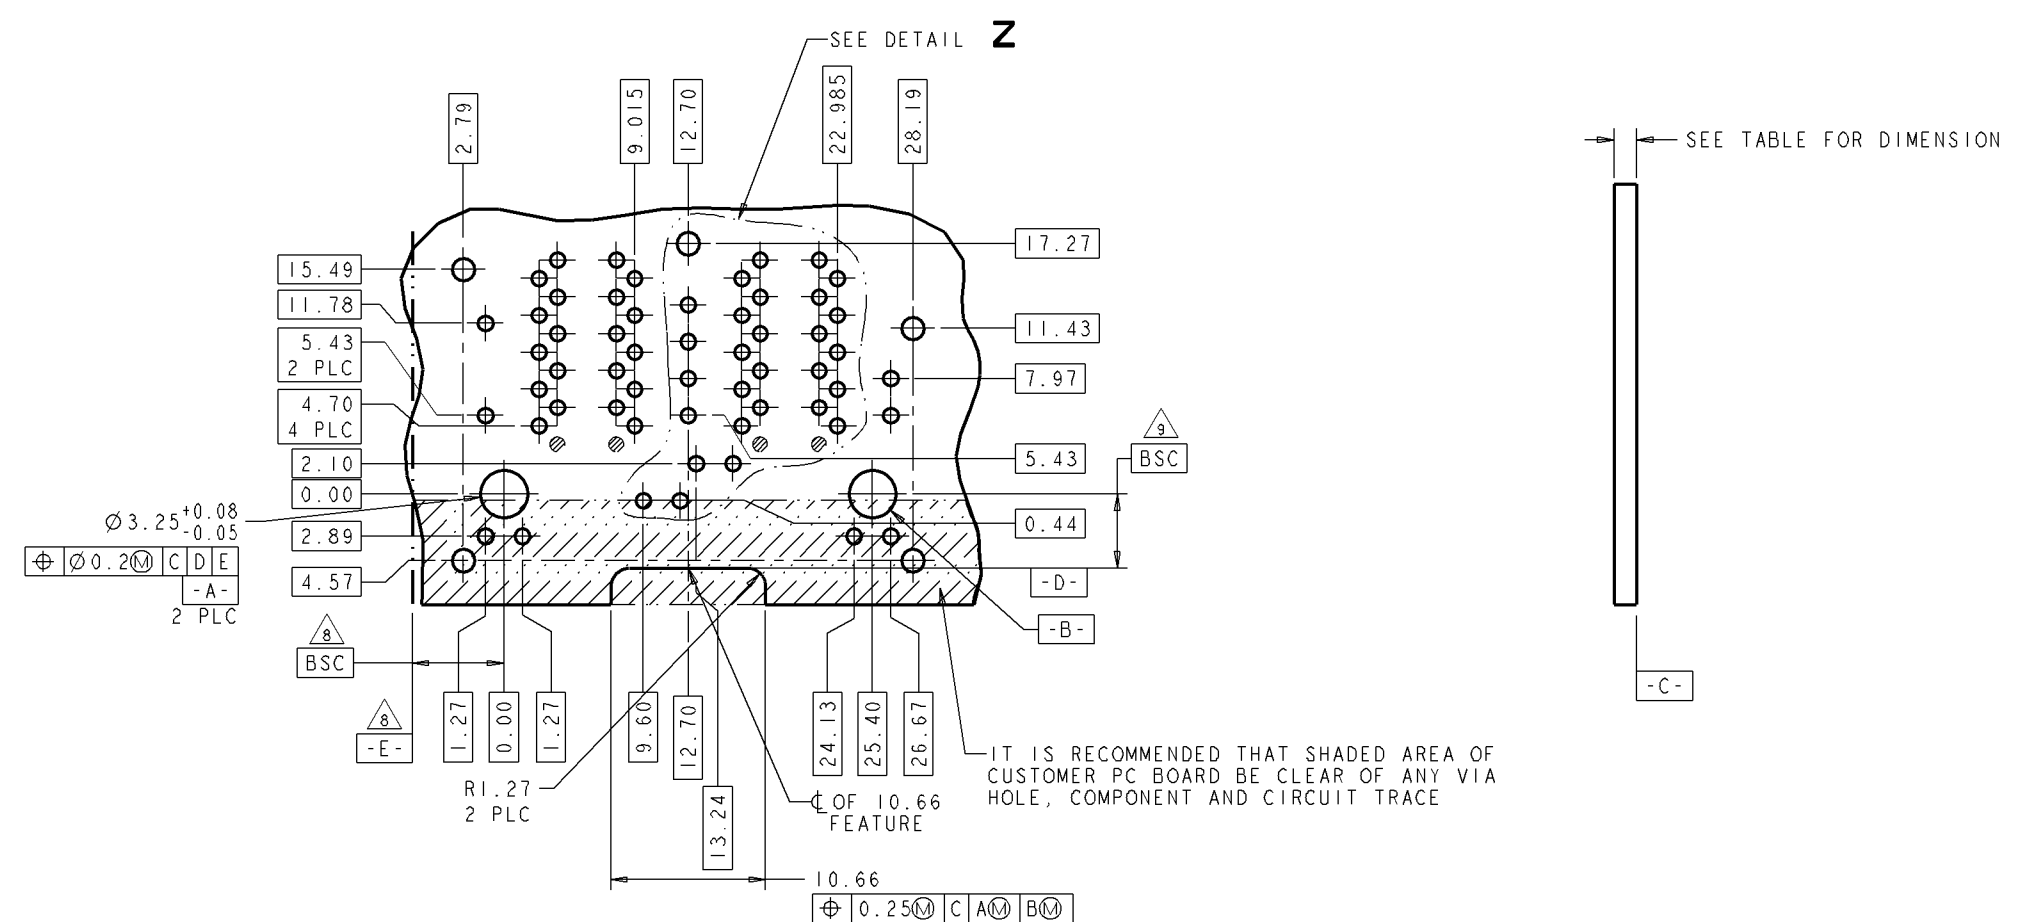 SEE DETAIL Z
2.79
9.015
12.70
22.985
28.19
SEE TABLE FOR DIMENSION
17.27
15.49
11.78
11.43
5.43
2 PLC
7.97
4.70
4 PLC
9
5.43
BSC
2.10
0.00
Ø3.25 +0.08
-0.05
0.44
2.89
⌖ Ø0.2Ⓜ C D E
4.57
-A-
2 PLC
-D-
-B-
8
BSC
-C-
8
-E-
1.27
0.00
1.27
9.60
12.70
24.13
25.40
26.67
IT IS RECOMMENDED THAT SHADED AREA OF
CUSTOMER PC BOARD BE CLEAR OF ANY VIA
HOLE, COMPONENT AND CIRCUIT TRACE
R1.27
2 PLC
℄ OF 10.66
FEATURE
13.24
10.66
⌖ 0.25Ⓜ C AⓂ BⓂ